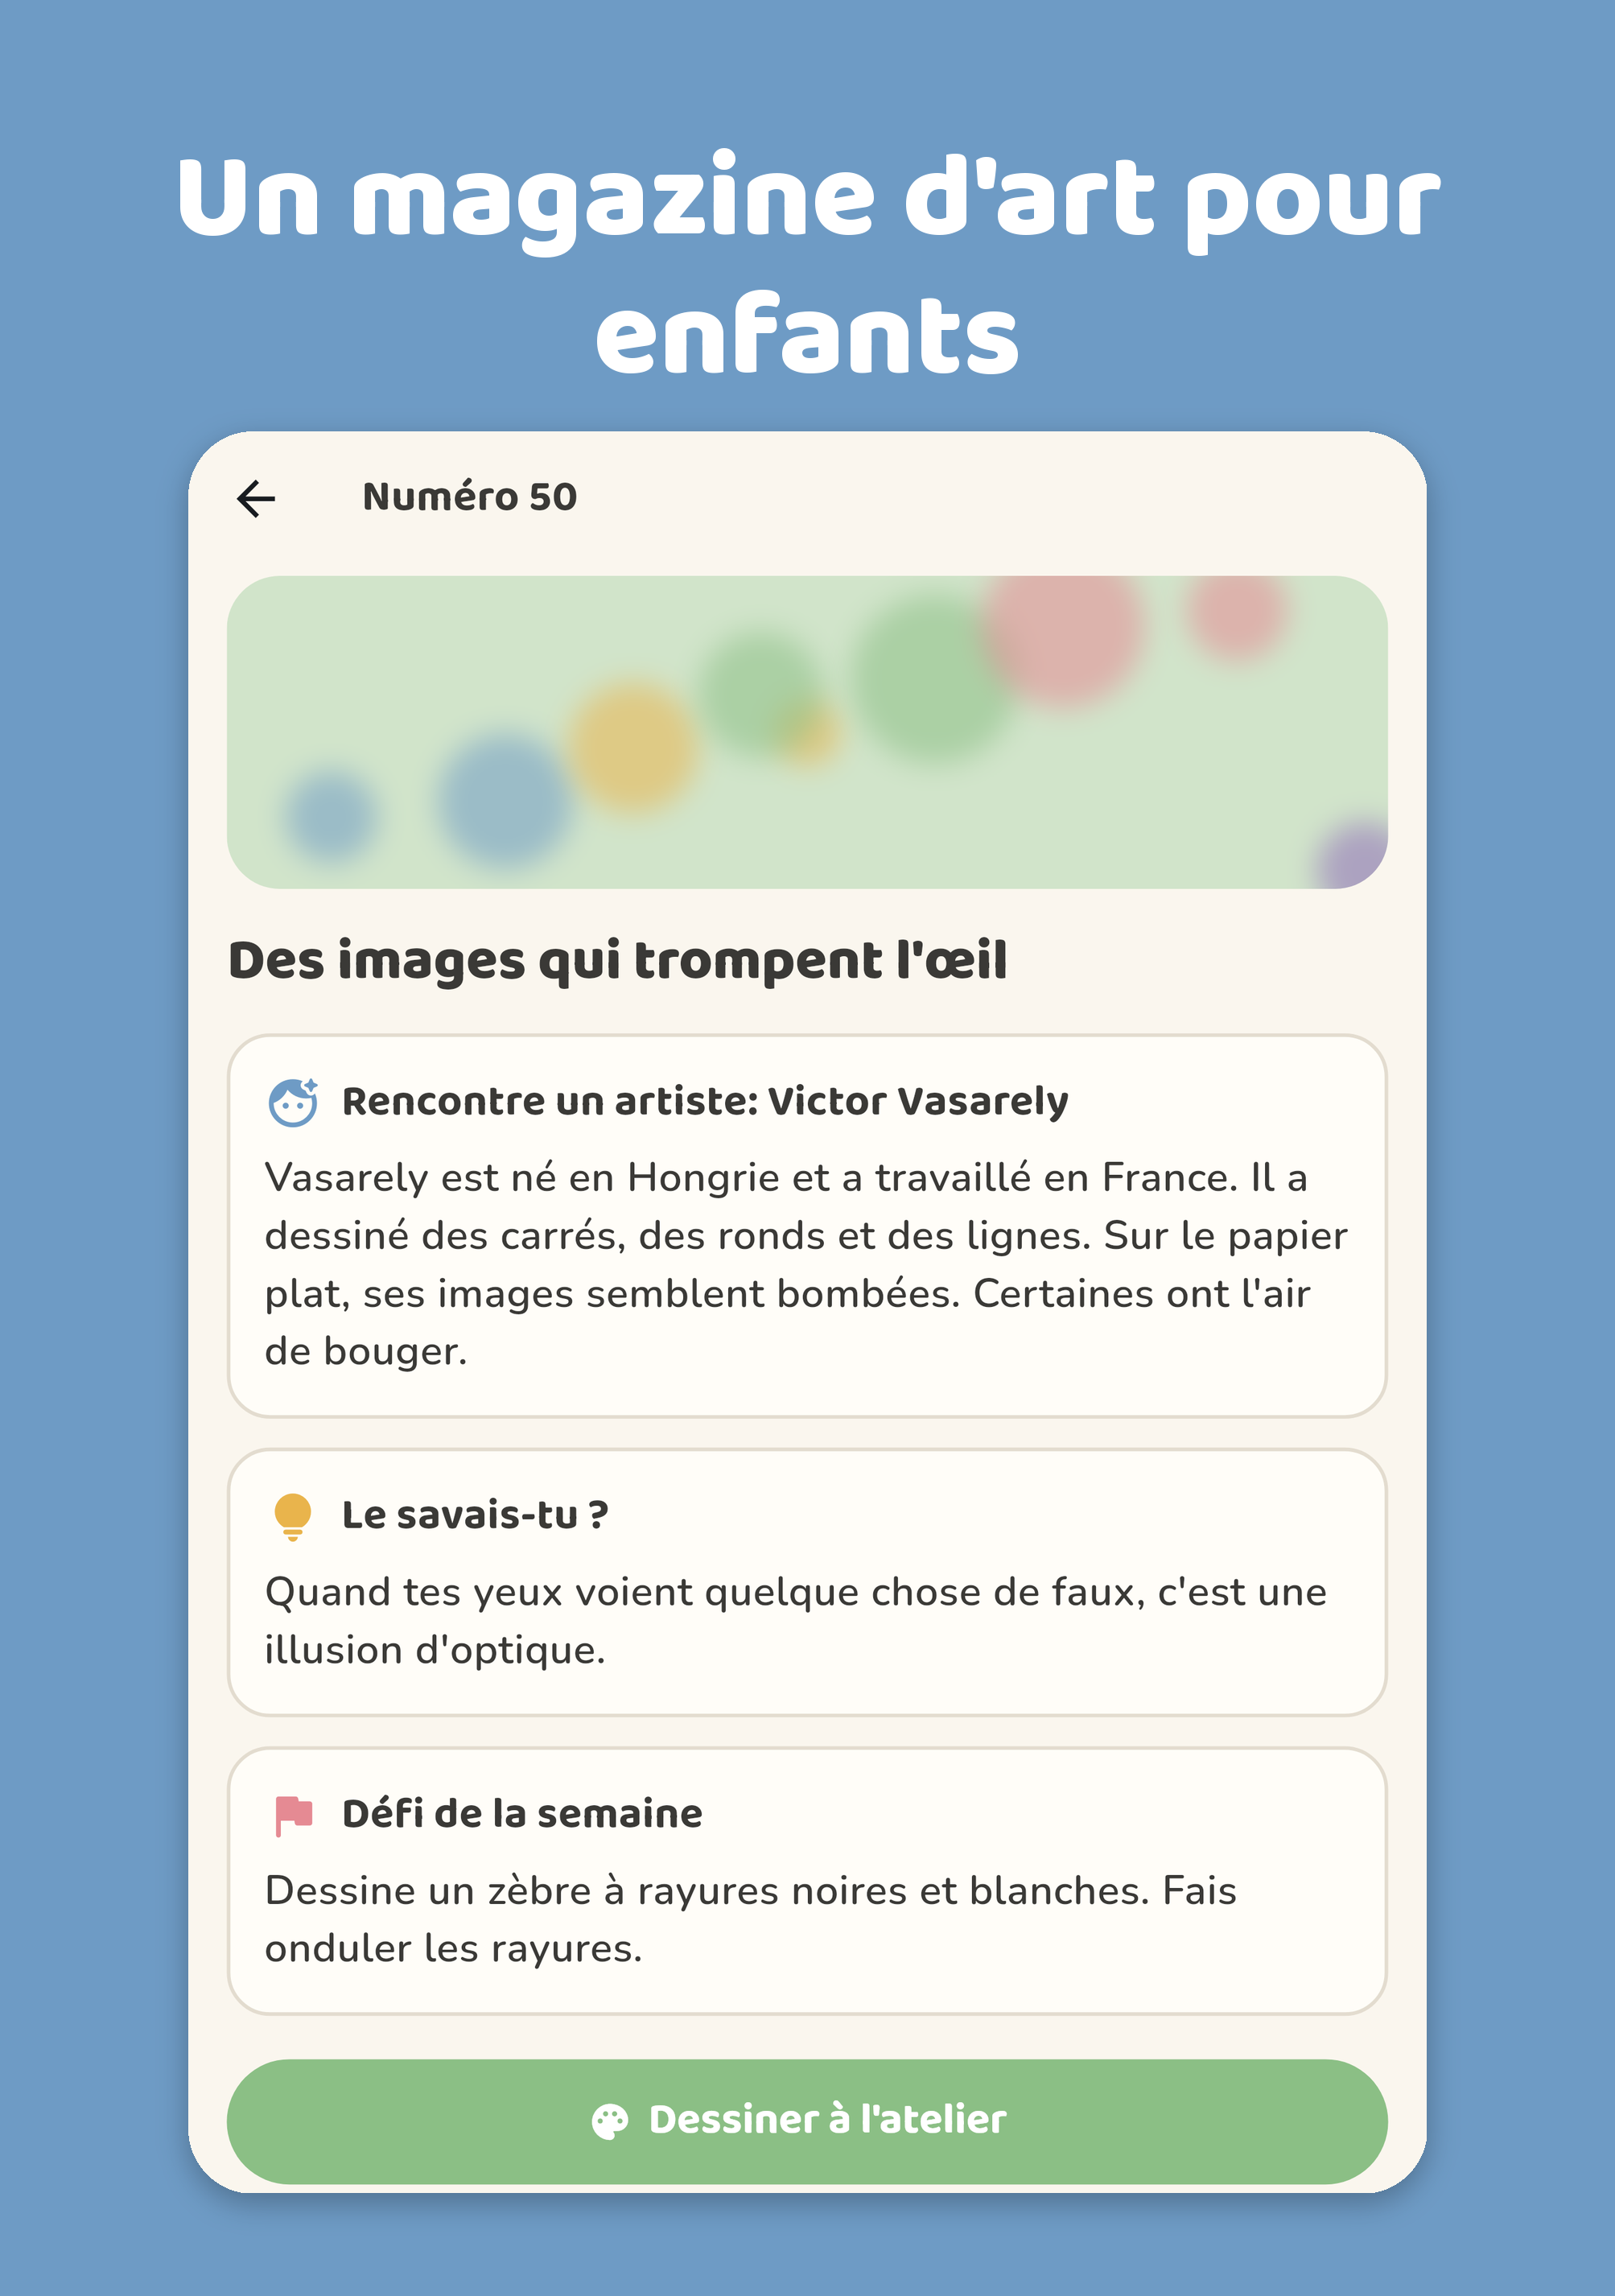 Un magazine d'art pour
enfants
Numéro 50
Des images qui trompent l'œil
Rencontre un artiste: Victor Vasarely
Vasarely est né en Hongrie et a travaillé en France. Il a
dessiné des carrés, des ronds et des lignes. Sur le papier
plat, ses images semblent bombées. Certaines ont l'air
de bouger.
Le savais-tu ?
Quand tes yeux voient quelque chose de faux, c'est une
illusion d'optique.
Défi de la semaine
Dessine un zèbre à rayures noires et blanches. Fais
onduler les rayures.
Dessiner à l'atelier